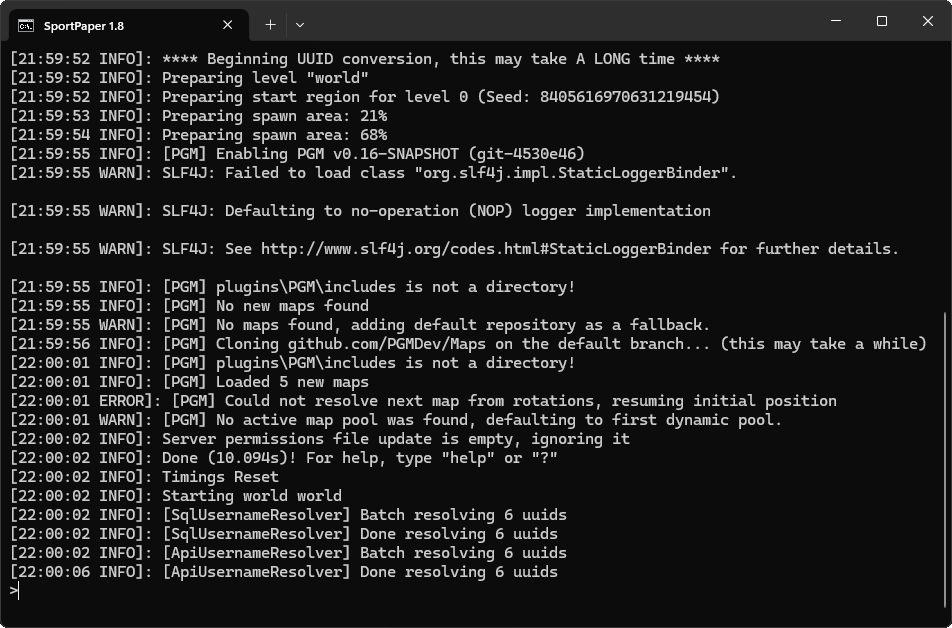 SportPaper 1.8
[21:59:52 INFO]: **** Beginning UUID conversion, this may take A LONG time ****
[21:59:52 INFO]: Preparing level "world"
[21:59:52 INFO]: Preparing start region for level 0 (Seed: 8405616970631219454)
[21:59:53 INFO]: Preparing spawn area: 21%
[21:59:54 INFO]: Preparing spawn area: 68%
[21:59:55 INFO]: [PGM] Enabling PGM v0.16-SNAPSHOT (git-4530e46)
[21:59:55 WARN]: SLF4J: Failed to load class "org.slf4j.impl.StaticLoggerBinder".
[21:59:55 WARN]: SLF4J: Defaulting to no-operation (NOP) logger implementation
[21:59:55 WARN]: SLF4J: See http://www.slf4j.org/codes.html#StaticLoggerBinder for further details.
[21:59:55 INFO]: [PGM] plugins\PGM\includes is not a directory!
[21:59:55 INFO]: [PGM] No new maps found
[21:59:55 WARN]: [PGM] No maps found, adding default repository as a fallback.
[21:59:56 INFO]: [PGM] Cloning github.com/PGMDev/Maps on the default branch... (this may take a while)
[22:00:01 INFO]: [PGM] plugins\PGM\includes is not a directory!
[22:00:01 INFO]: [PGM] Loaded 5 new maps
[22:00:01 ERROR]: [PGM] Could not resolve next map from rotations, resuming initial position
[22:00:01 WARN]: [PGM] No active map pool was found, defaulting to first dynamic pool.
[22:00:02 INFO]: Server permissions file update is empty, ignoring it
[22:00:02 INFO]: Done (10.094s)! For help, type "help" or "?"
[22:00:02 INFO]: Timings Reset
[22:00:02 INFO]: Starting world world
[22:00:02 INFO]: [SqlUsernameResolver] Batch resolving 6 uuids
[22:00:02 INFO]: [SqlUsernameResolver] Done resolving 6 uuids
[22:00:02 INFO]: [ApiUsernameResolver] Batch resolving 6 uuids
[22:00:06 INFO]: [ApiUsernameResolver] Done resolving 6 uuids
>